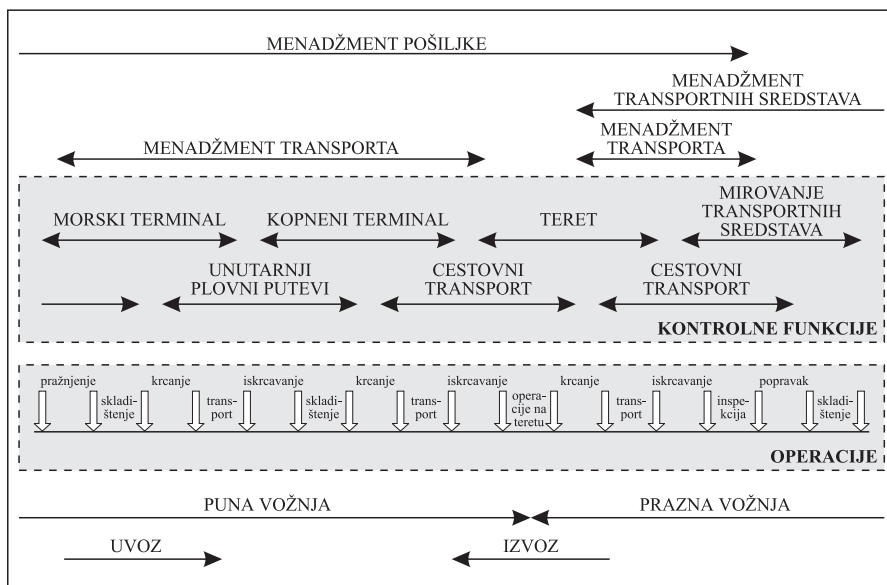 MENADŽMENT POŠILJKE
MENADŽMENT
TRANSPORTNIH SREDSTAVA
MENADŽMENT TRANSPORTA
MENADŽMENT
TRANSPORTA
MORSKI TERMINAL
KOPNENI TERMINAL
TERET
MIROVANJE
TRANSPORTNIH
SREDSTAVA
UNUTARNJI
PLOVNI PUTEVI
CESTOVNI
TRANSPORT
CESTOVNI
TRANSPORT
KONTROLNE FUNKCIJE
pražnjenje
krcanje
iskrcavanje
krcanje
iskrcavanje
krcanje
iskrcavanje
popravak
skladi-
štenje
trans-
port
skladi-
štenje
trans-
port
opera-
cije na
teretu
trans-
port
inspe-
kcija
skladi-
štenje
OPERACIJE
PUNA VOŽNJA
PRAZNA VOŽNJA
UVOZ
IZVOZ